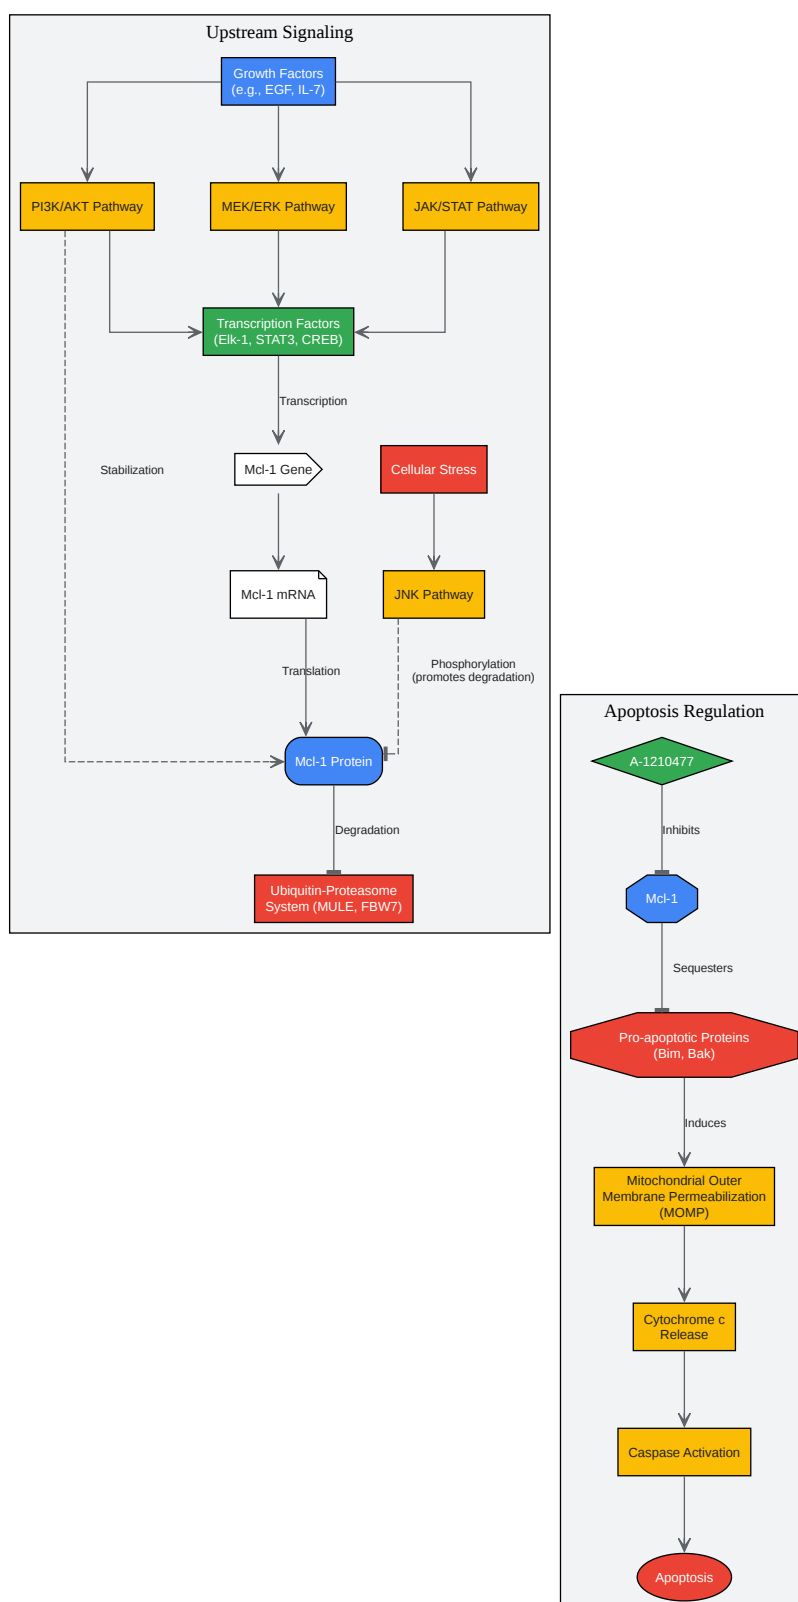 Upstream Signaling
Growth Factors
(e.g., EGF, IL-7)
PI3K/AKT Pathway
MEK/ERK Pathway
JAK/STAT Pathway
Transcription Factors
(Elk-1, STAT3, CREB)
Transcription
Stabilization
Mcl-1 Gene
Cellular Stress
Mcl-1 mRNA
JNK Pathway
Translation
Phosphorylation
(promotes degradation)
Mcl-1 Protein
Degradation
Ubiquitin-Proteasome
System (MULE, FBW7)
Apoptosis Regulation
A-1210477
Inhibits
Mcl-1
Sequesters
Pro-apoptotic Proteins
(Bim, Bak)
Induces
Mitochondrial Outer
Membrane Permeabilization
(MOMP)
Cytochrome c
Release
Caspase Activation
Apoptosis